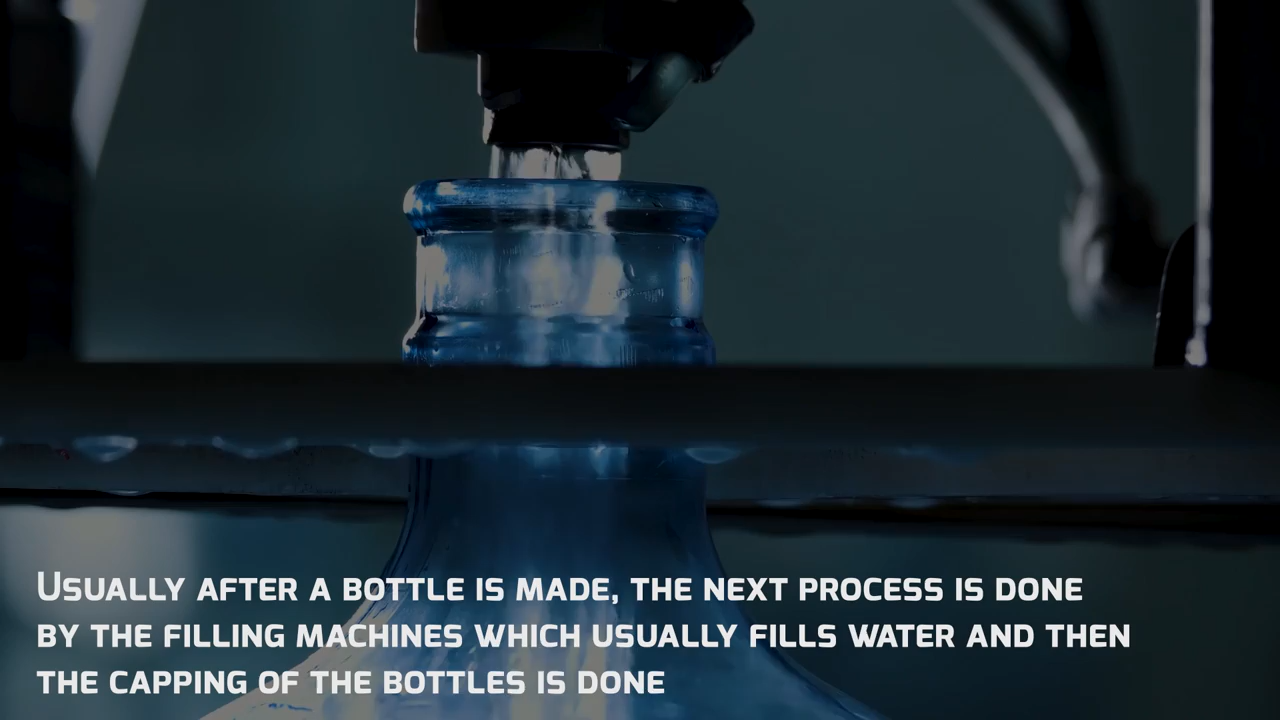 Usually after a bottle is made, the next process is done
by the filling machines which usually fills water and then
the capping of the bottles is done